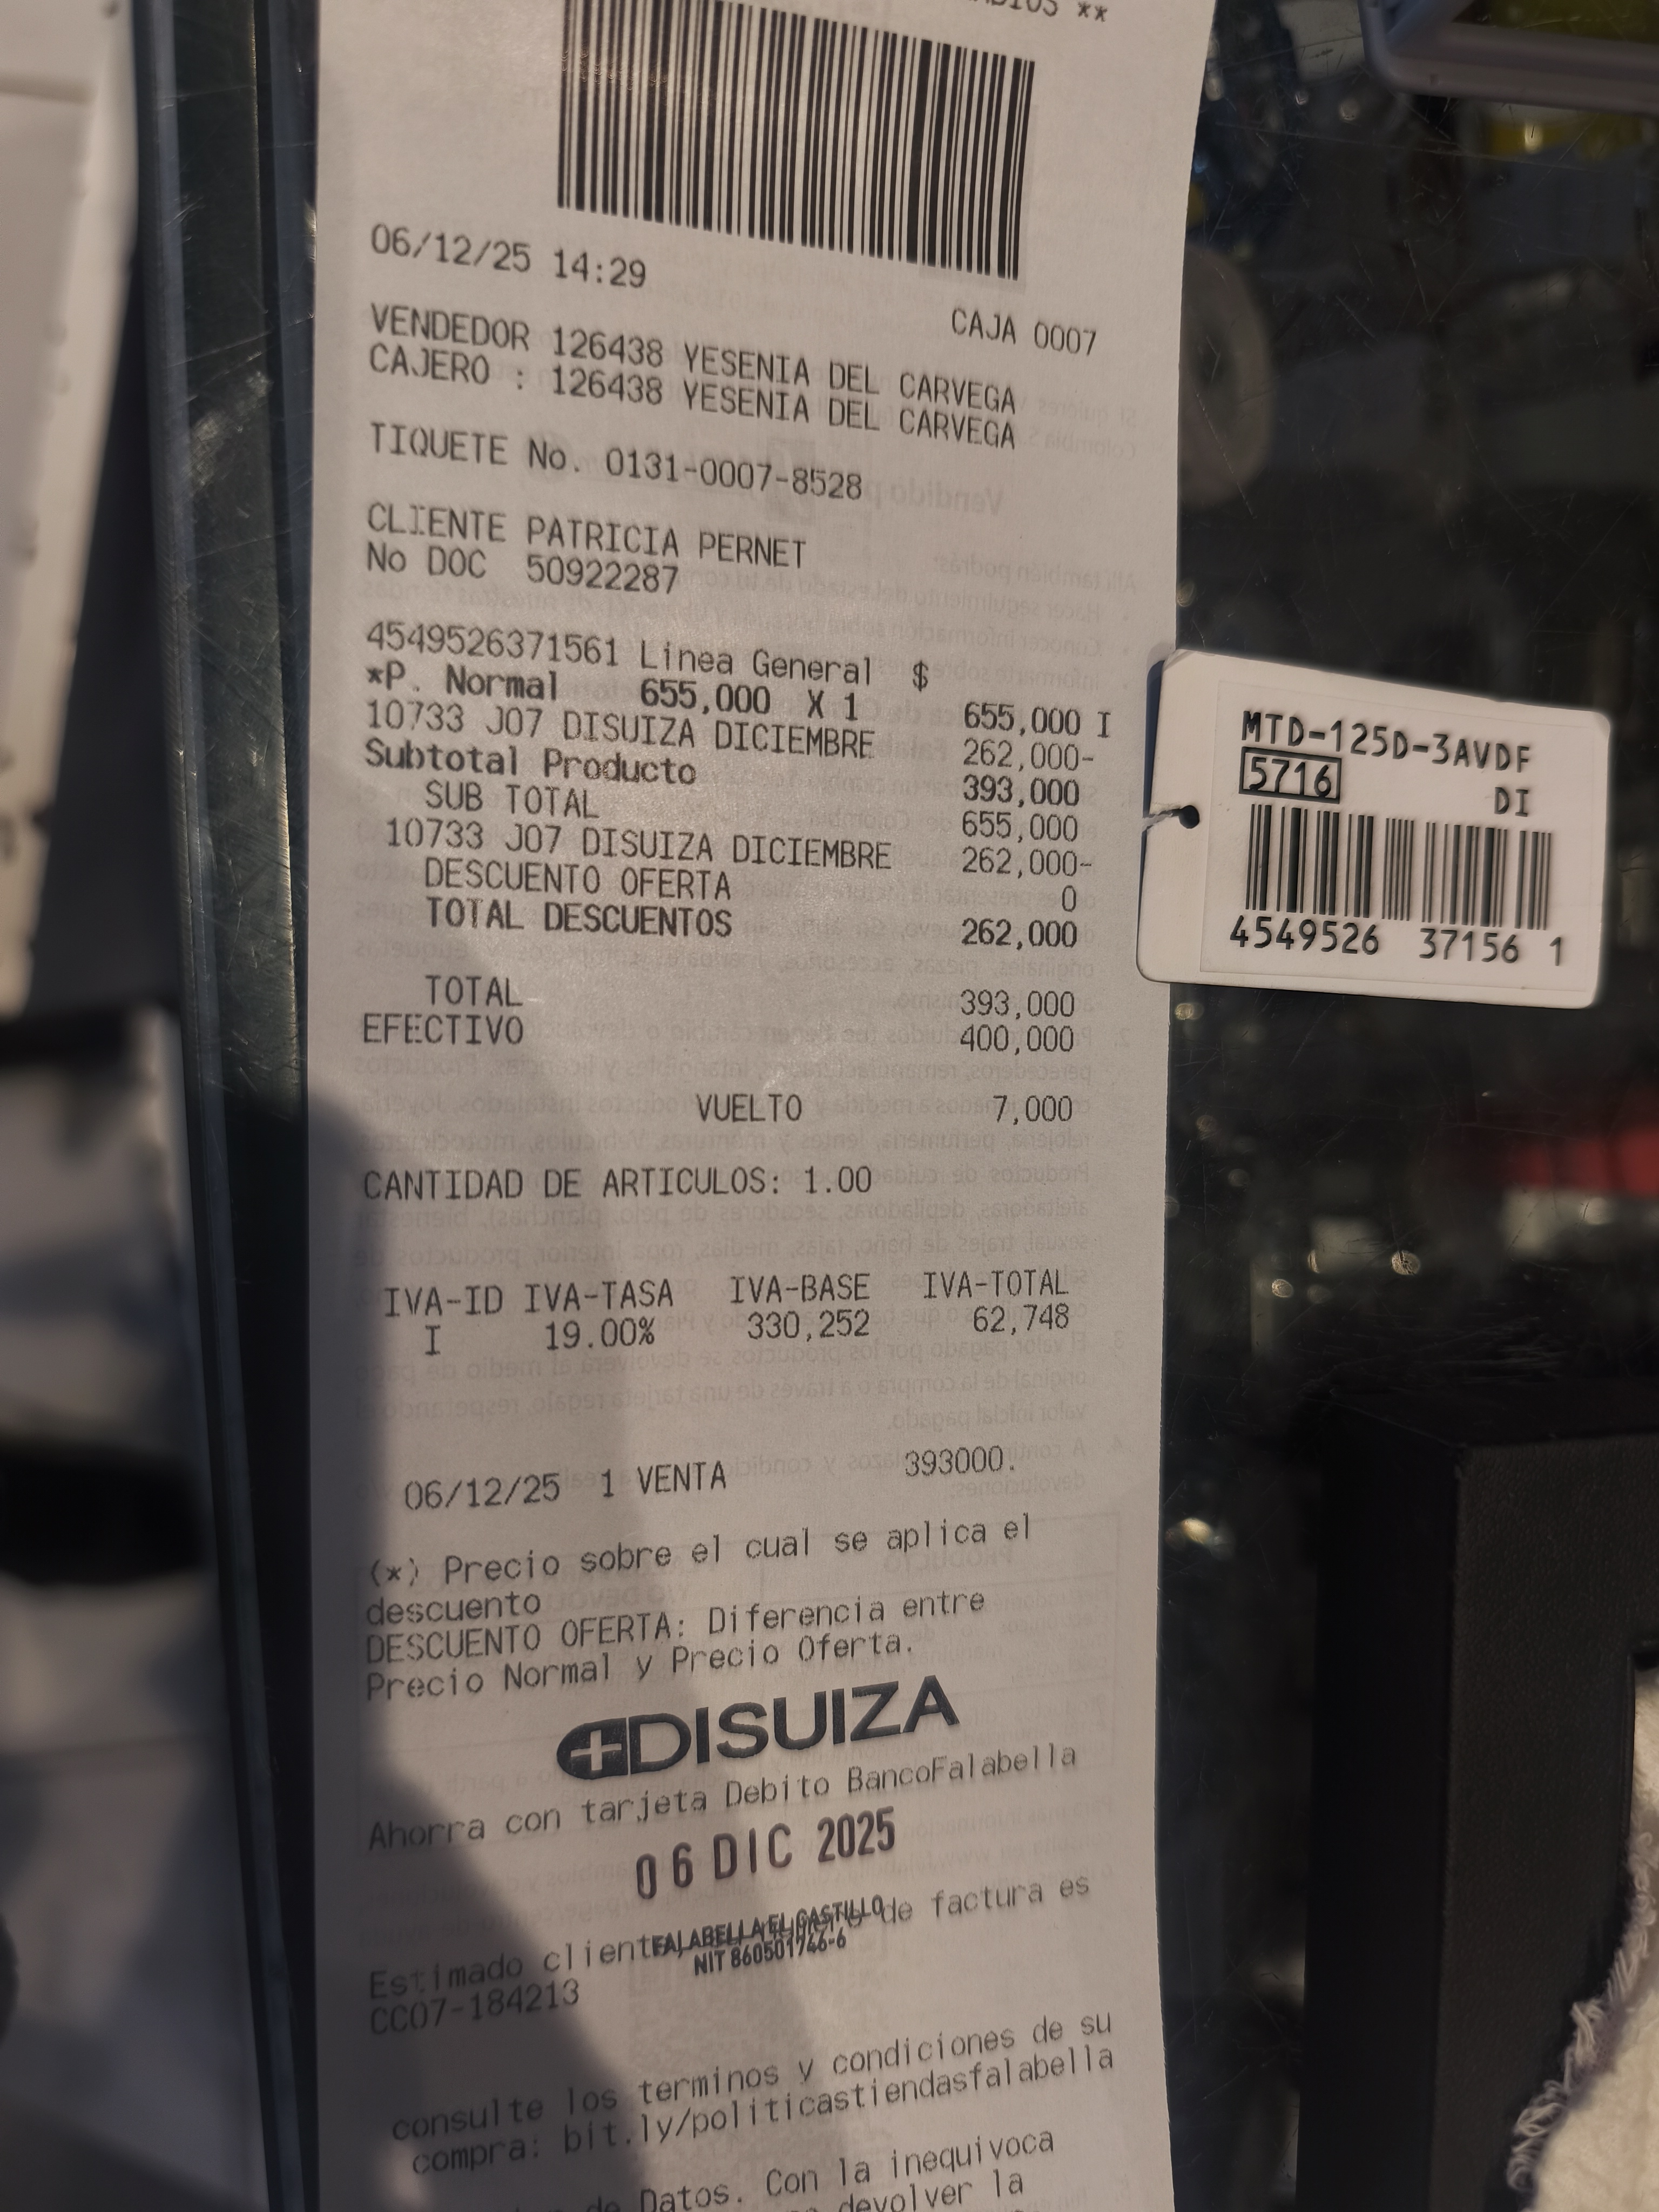 **
06/12/25 14:29
CAJA 0007
VENDEDOR 126438 YESENIA DEL CARVEGA
CAJERO : 126438 YESENIA DEL CARVEGA
TIQUETE No. 0131-0007-8528
CLIENTE PATRICIA PERNET
No DOC 50922287
4549526371561 Linea General $
*P. Normal 655,000 X 1 655,000 I
10733 J07 DISUIZA DICIEMBRE 262,000-
Subtotal Producto 393,000
SUB TOTAL 655,000
10733 J07 DISUIZA DICIEMBRE 262,000-
DESCUENTO OFERTA 0
TOTAL DESCUENTOS 262,000
TOTAL 393,000
EFECTIVO 400,000
VUELTO 7,000
CANTIDAD DE ARTICULOS: 1.00
IVA-ID IVA-TASA IVA-BASE IVA-TOTAL
I 19.00% 330,252 62,748
06/12/25 1 VENTA 393000.
(*) Precio sobre el cual se aplica el
descuento
DESCUENTO OFERTA: Diferencia entre
Precio Normal y Precio Oferta.
DISUIZA
Ahorra con tarjeta Debito BancoFalabella
06 DIC 2025
FALABELLA EL CASTILLO
NIT 860501746-6
Estimado cliente de factura es
CC07-184213
consulte los terminos y condiciones de su
compra: bit.ly/politicastiendasfalabella
de Datos. Con la inequivoca
devolver la
MTD-125D-3AVDF
5716 DI
4549526 37156 1